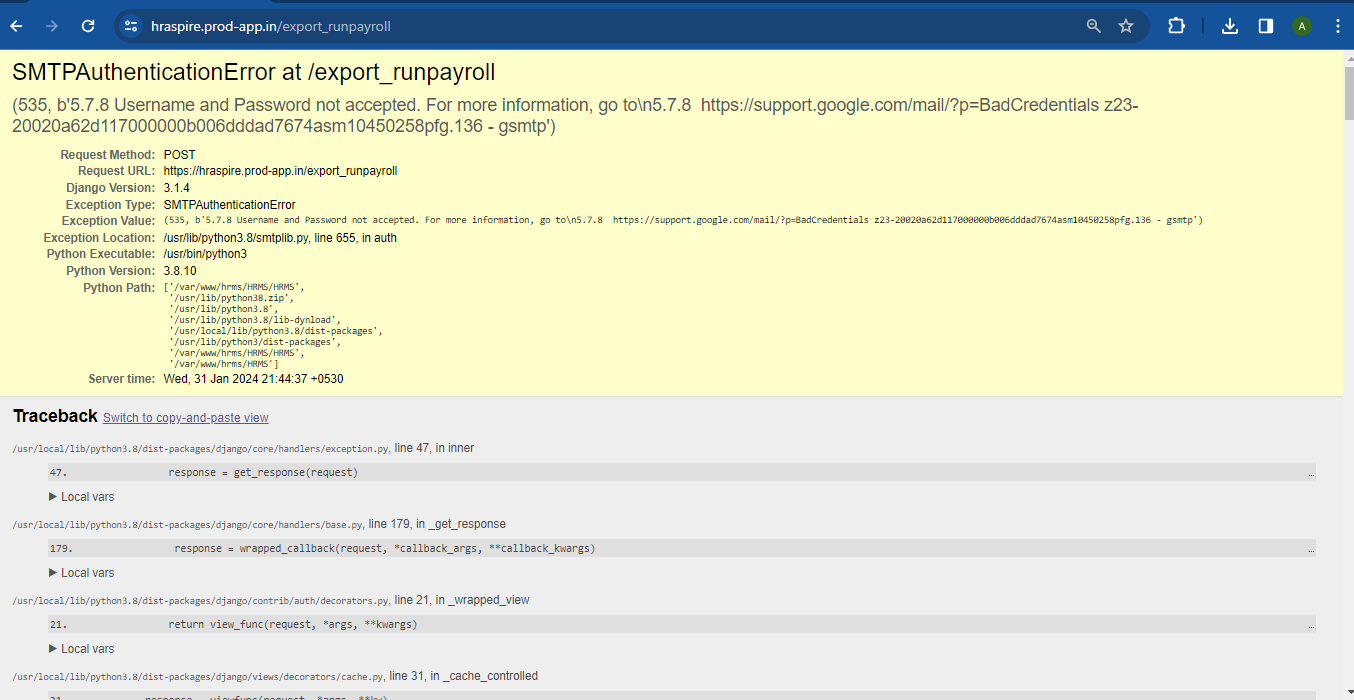 hraspire.prod-app.in/export_runpayroll
A
SMTPAuthenticationError at /export_runpayroll
(535, b'5.7.8 Username and Password not accepted. For more information, go to\n5.7.8  https://support.google.com/mail/?p=BadCredentials z23-
20020a62d117000000b006dddad7674asm10450258pfg.136 - gsmtp')
Request Method: POST
Request URL: https://hraspire.prod-app.in/export_runpayroll
Django Version: 3.1.4
Exception Type: SMTPAuthenticationError
Exception Value: (535, b'5.7.8 Username and Password not accepted. For more information, go to\n5.7.8  https://support.google.com/mail/?p=BadCredentials z23-20020a62d117000000b006dddad7674asm10450258pfg.136 - gsmtp')
Exception Location: /usr/lib/python3.8/smtplib.py, line 655, in auth
Python Executable: /usr/bin/python3
Python Version: 3.8.10
Python Path: ['/var/www/hrms/HRMS/HRMS',
'/usr/lib/python38.zip',
'/usr/lib/python3.8',
'/usr/lib/python3.8/lib-dynload',
'/usr/local/lib/python3.8/dist-packages',
'/usr/lib/python3/dist-packages',
'/var/www/hrms/HRMS/HRMS',
'/var/www/hrms/HRMS']
Server time: Wed, 31 Jan 2024 21:44:37 +0530
Traceback Switch to copy-and-paste view
/usr/local/lib/python3.8/dist-packages/django/core/handlers/exception.py, line 47, in inner
47. response = get_response(request) …
▶ Local vars
/usr/local/lib/python3.8/dist-packages/django/core/handlers/base.py, line 179, in _get_response
179. response = wrapped_callback(request, *callback_args, **callback_kwargs) …
▶ Local vars
/usr/local/lib/python3.8/dist-packages/django/contrib/auth/decorators.py, line 21, in _wrapped_view
21. return view_func(request, *args, **kwargs) …
▶ Local vars
/usr/local/lib/python3.8/dist-packages/django/views/decorators/cache.py, line 31, in _cache_controlled
31. response = viewfunc(request, *args, **kw)